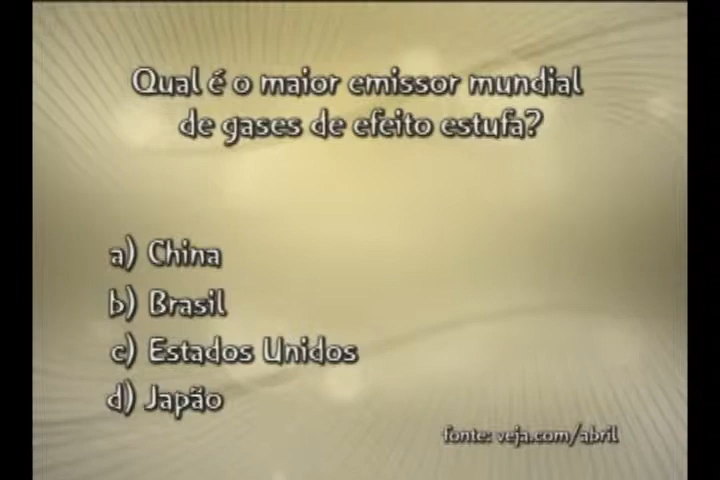 Qual é o maior emissor mundial
de gases de efeito estufa?
a) China
b) Brasil
c) Estados Unidos
d) Japão
fonte: veja.com/abril